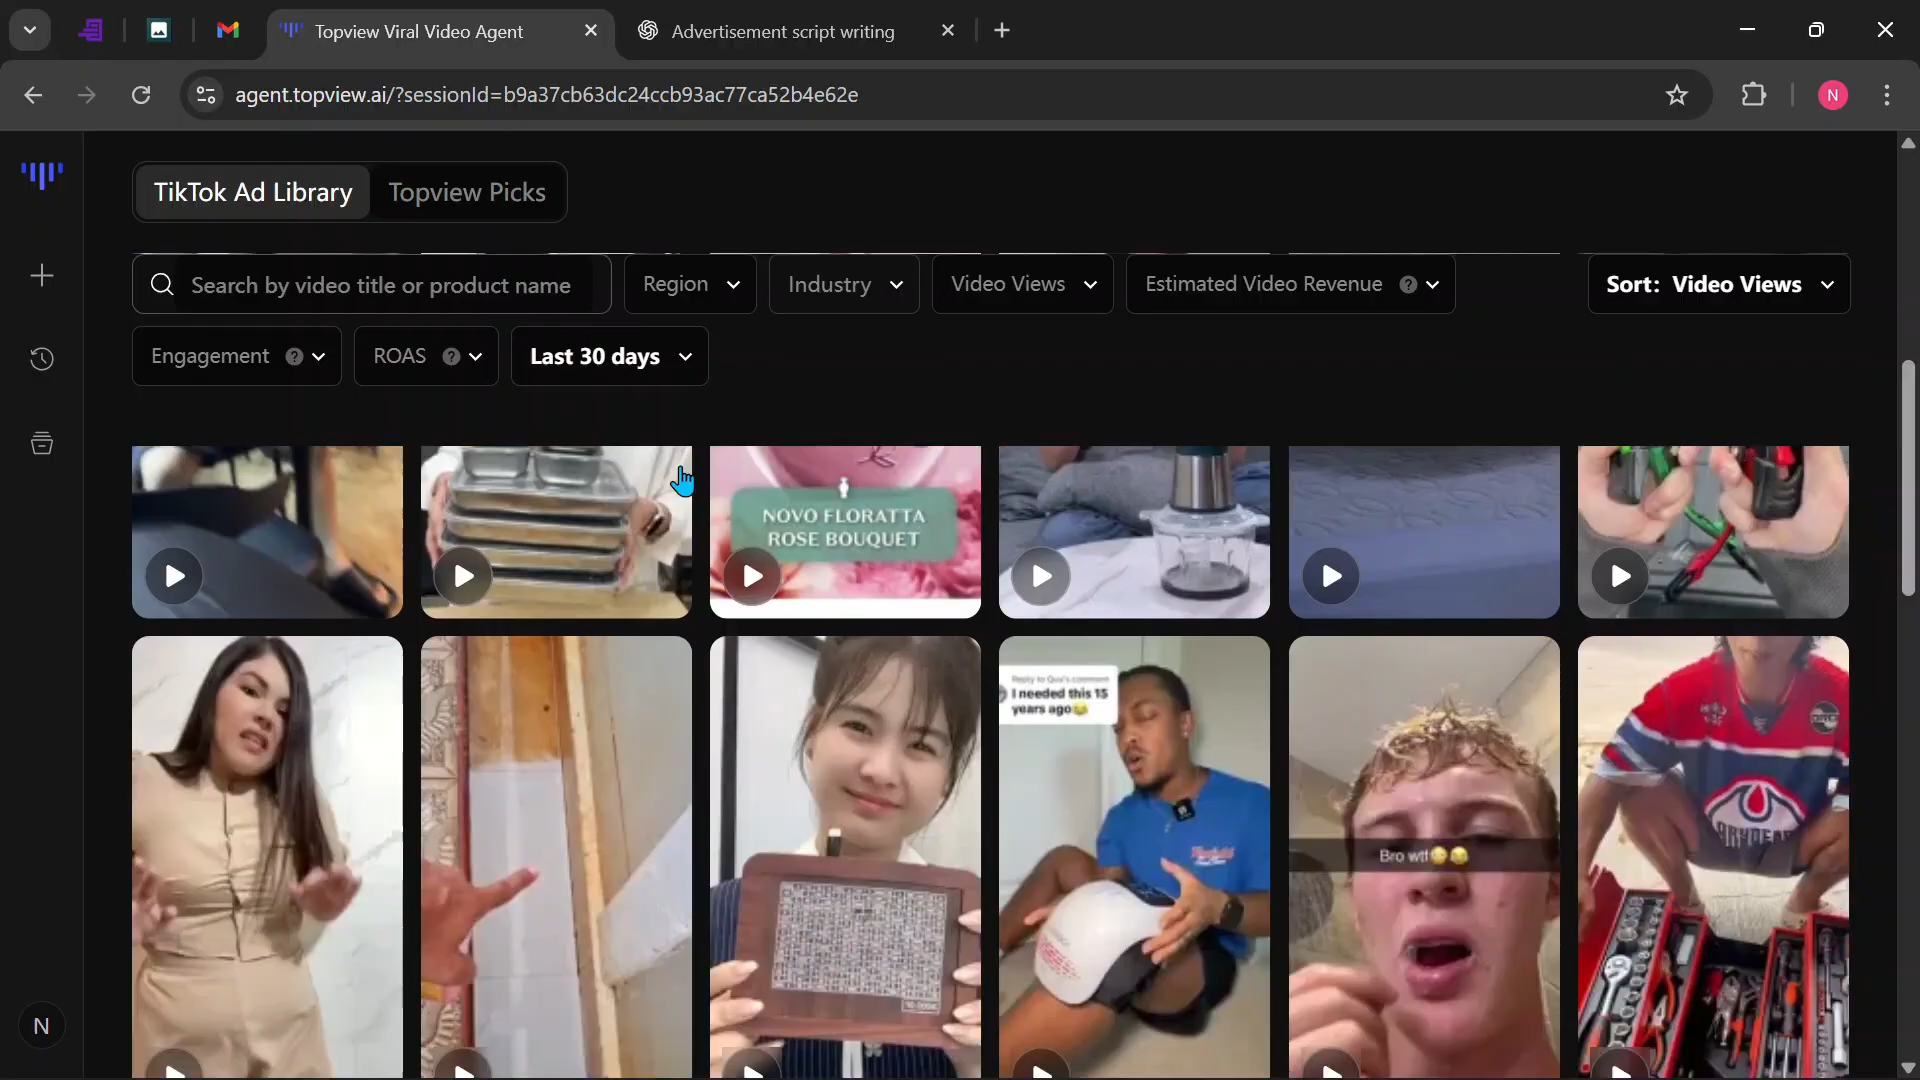 Topview Viral Video Agent
Advertisement script writing
agent.topview.ai/?sessionId=b9a37cb63dc24ccb93ac77ca52b4e62e
N
TikTok Ad Library
Topview Picks
Search by video title or product name
Region
Industry
Video Views
Estimated Video Revenue ?
Sort: Video Views
Engagement ?
ROAS ?
Last 30 days
NOVO FLORATTA
ROSE BOUQUET
I needed this 15
years ago😂
Bro wtf😳😂
N